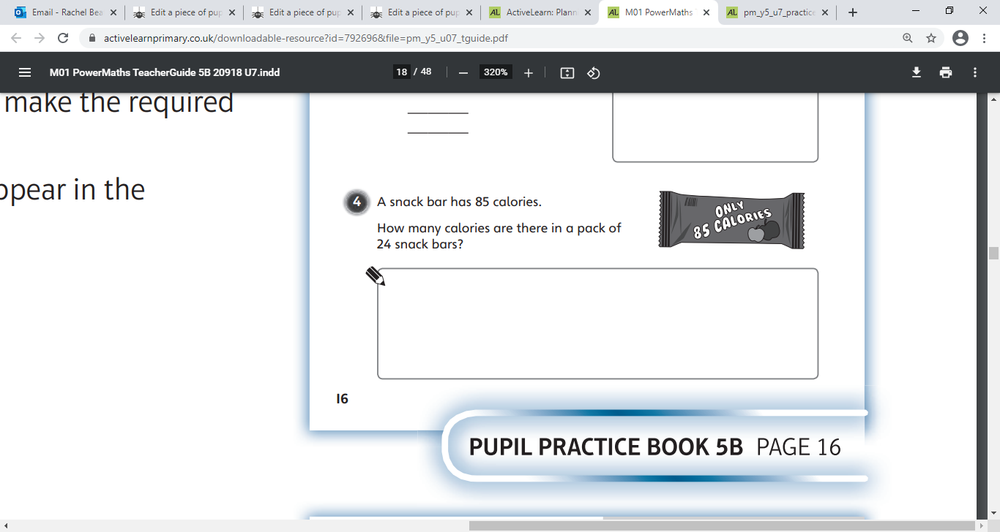 Email - Rachel Bea
Edit a piece of pup
Edit a piece of pup
Edit a piece of pup
AL ActiveLearn: Plann
AL M01 PowerMaths
AL pm_y5_u7_practice
activelearnprimary.co.uk/downloadable-resource?id=792696&file=pm_y5_u07_tguide.pdf
M01 PowerMaths TeacherGuide 5B 20918 U7.indd
18 / 48
320%
make the required
ppear in the
4 A snack bar has 85 calories.
How many calories are there in a pack of
24 snack bars?
ONLY
85 CALORIES
16
PUPIL PRACTICE BOOK 5B PAGE 16